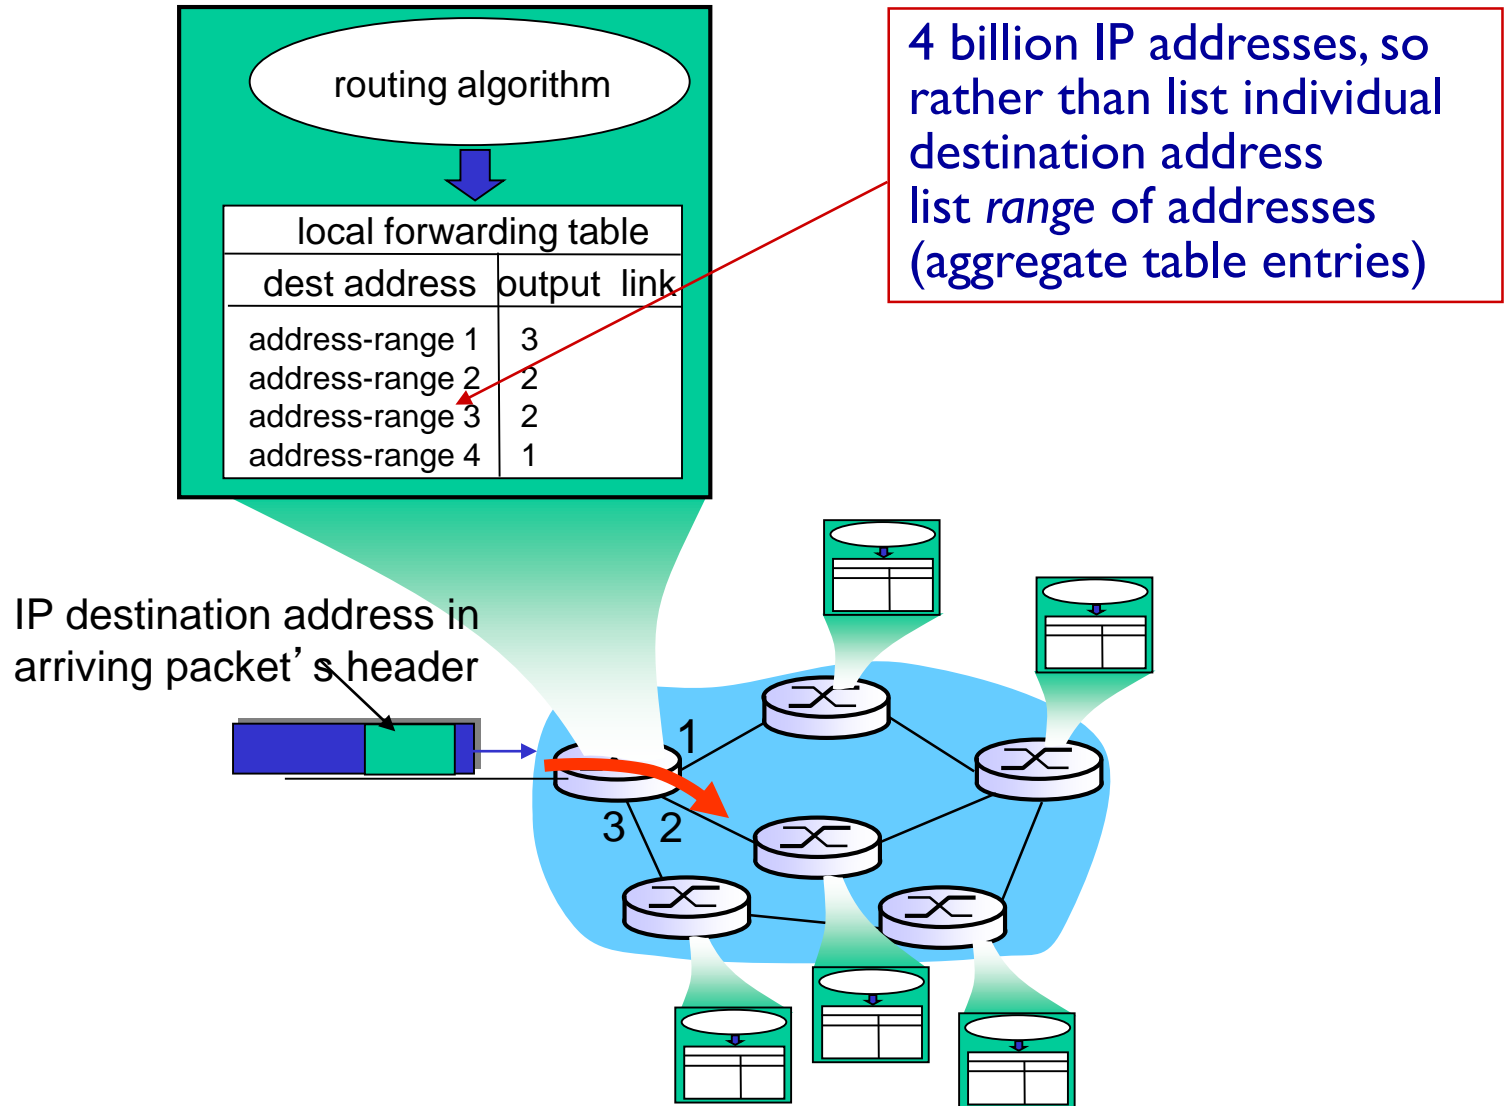 routing algorithm
local forwarding table
dest address output link
address-range 1 3
address-range 2 2
address-range 3 2
address-range 4 1
4 billion IP addresses, so
rather than list individual
destination address
list range of addresses
(aggregate table entries)
IP destination address in
arriving packet’s header
1
3 2